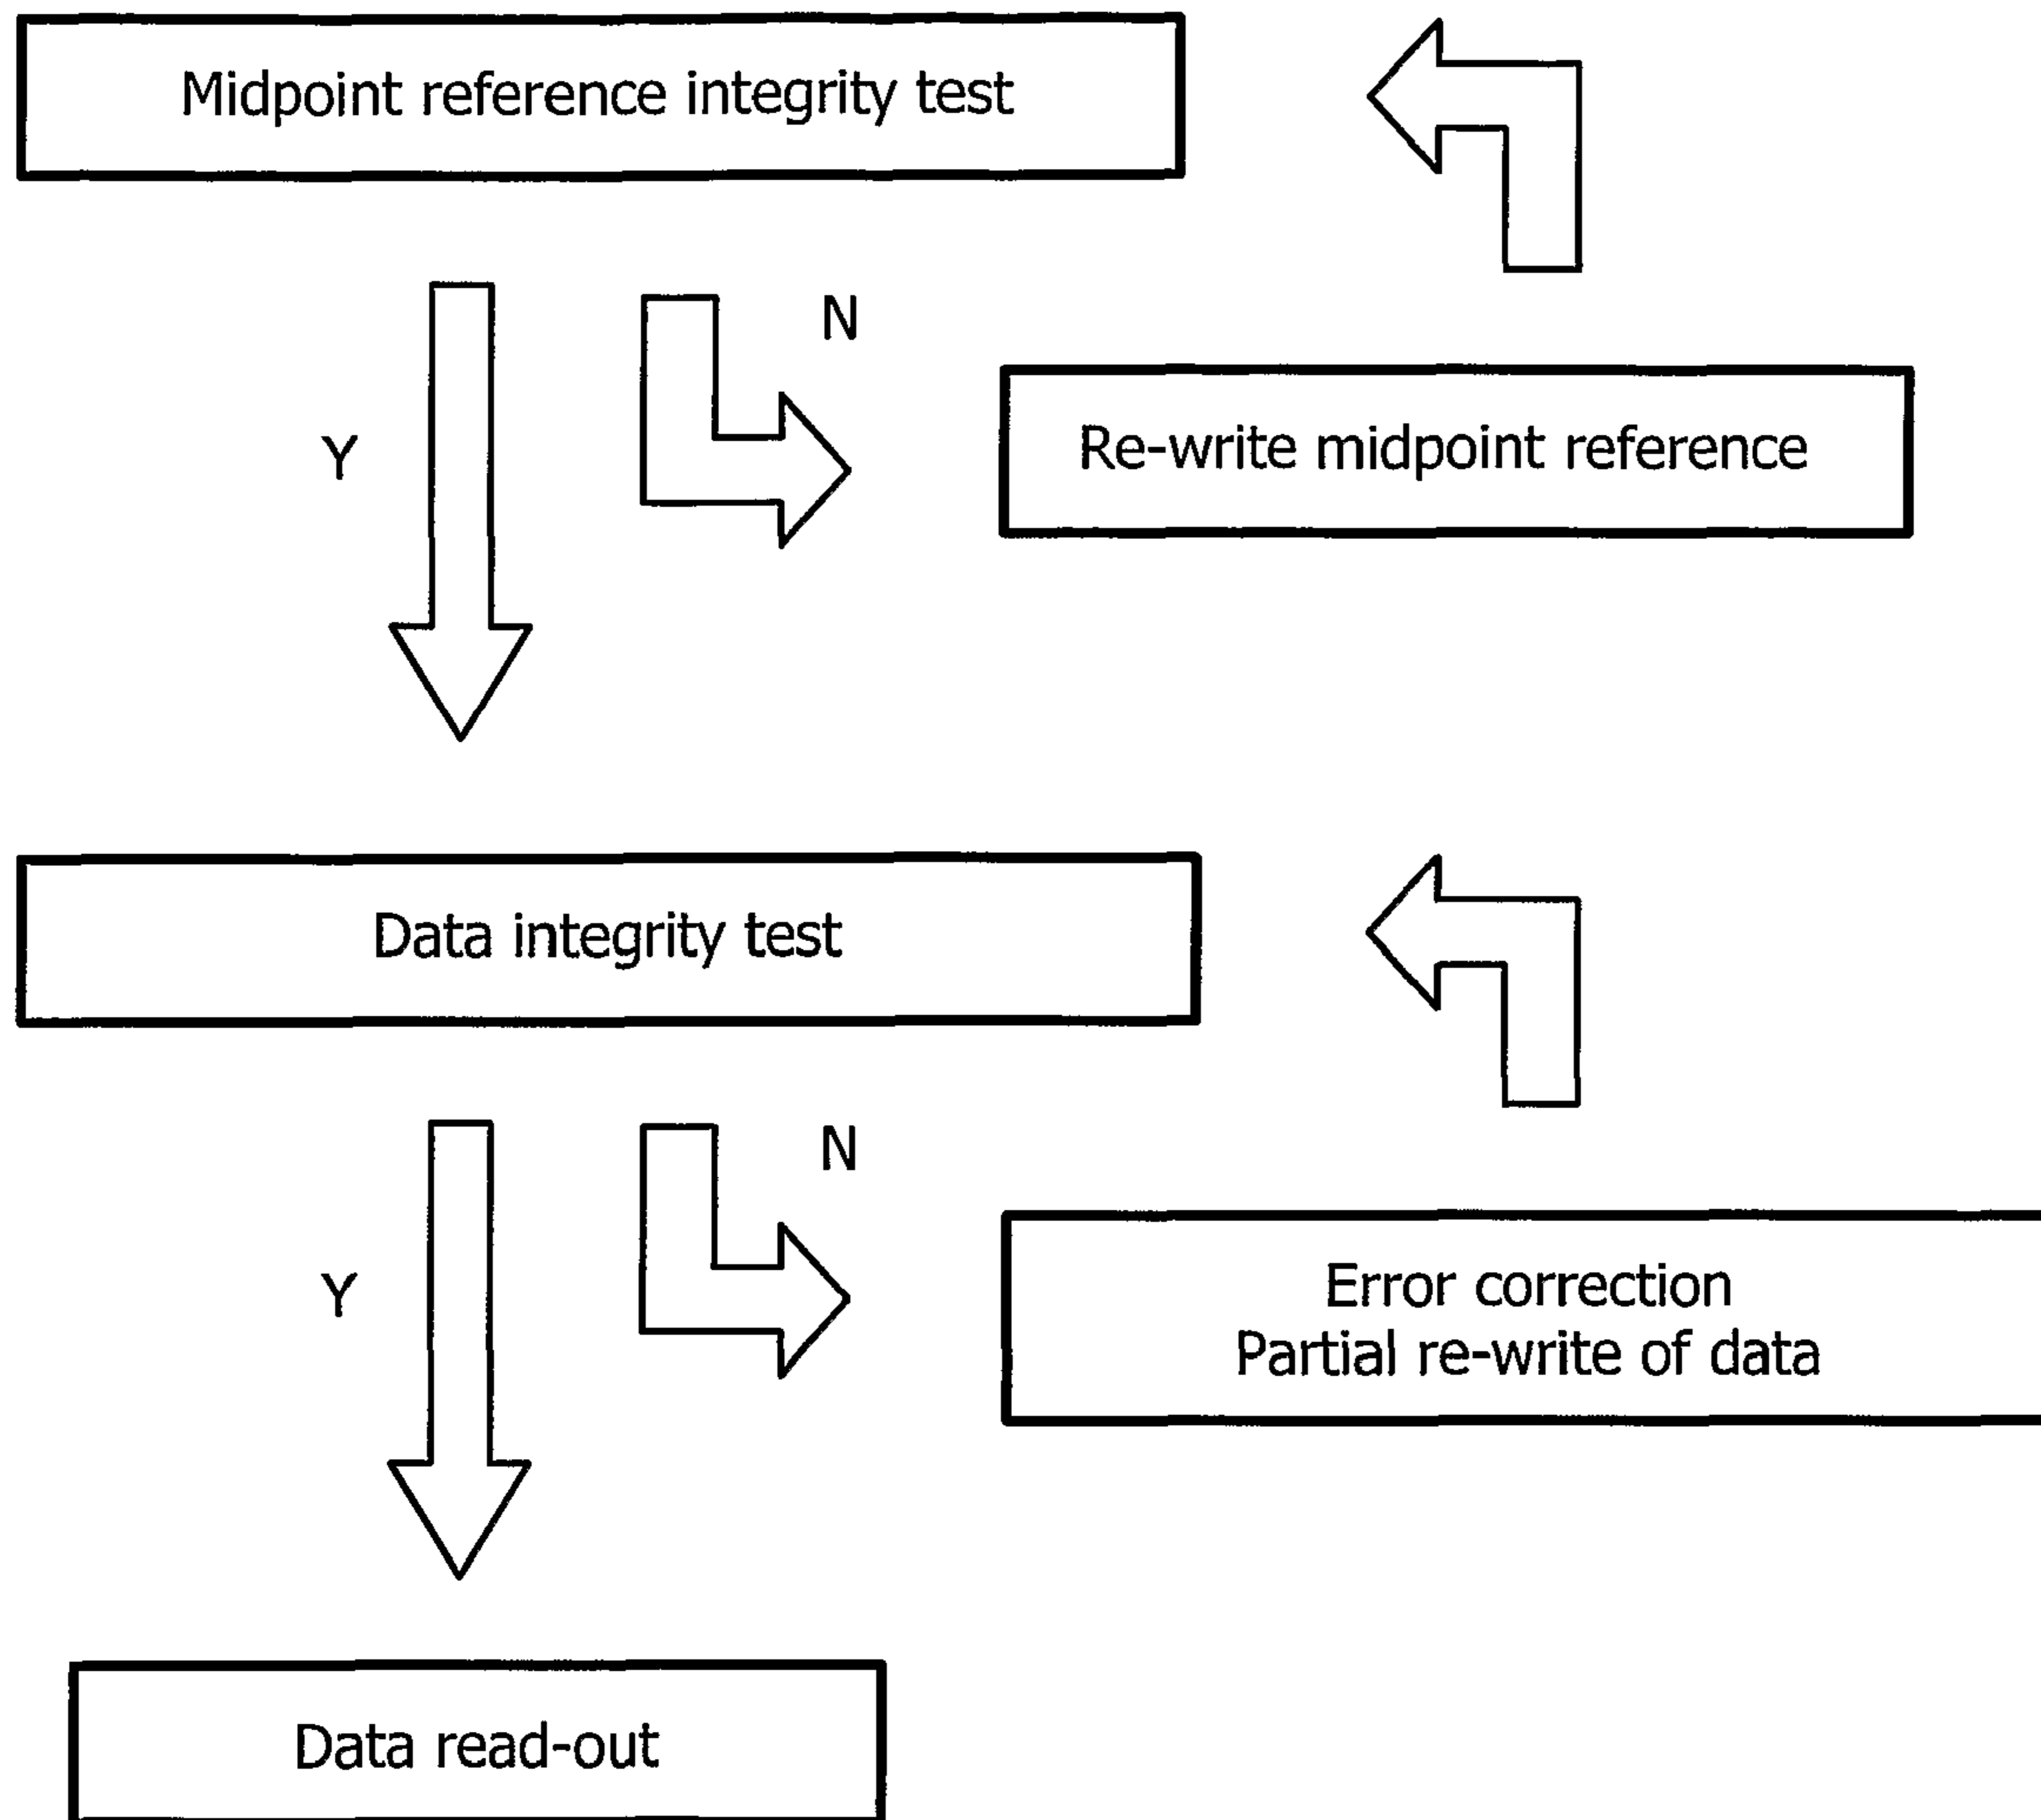 Midpoint reference integrity test
N
Y
Re-write midpoint reference
Data integrity test
N
Y
Error correction
Partial re-write of data
Data read-out